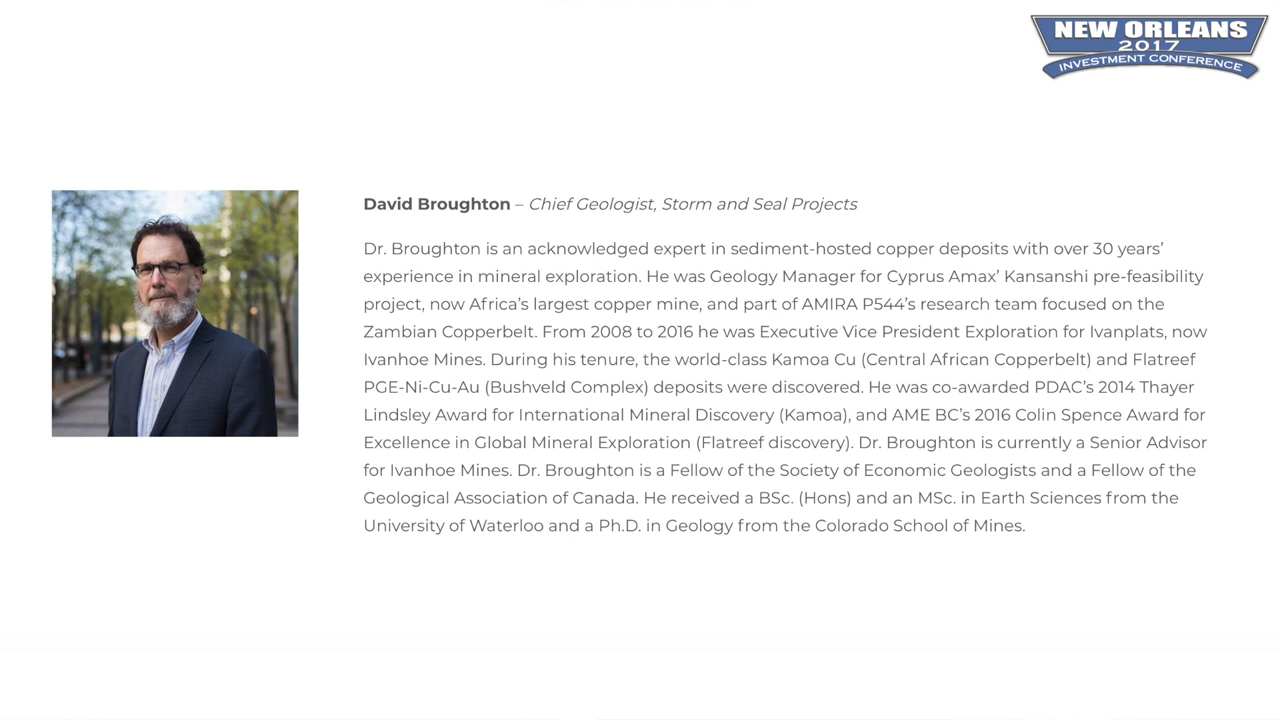 NEW ORLEANS
2017
INVESTMENT CONFERENCE
David Broughton – Chief Geologist, Storm and Seal Projects
Dr. Broughton is an acknowledged expert in sediment-hosted copper deposits with over 30 years’
experience in mineral exploration. He was Geology Manager for Cyprus Amax’ Kansanshi pre-feasibility
project, now Africa’s largest copper mine, and part of AMIRA P544’s research team focused on the
Zambian Copperbelt. From 2008 to 2016 he was Executive Vice President Exploration for Ivanplats, now
Ivanhoe Mines. During his tenure, the world-class Kamoa Cu (Central African Copperbelt) and Flatreef
PGE-Ni-Cu-Au (Bushveld Complex) deposits were discovered. He was co-awarded PDAC’s 2014 Thayer
Lindsley Award for International Mineral Discovery (Kamoa), and AME BC’s 2016 Colin Spence Award for
Excellence in Global Mineral Exploration (Flatreef discovery). Dr. Broughton is currently a Senior Advisor
for Ivanhoe Mines. Dr. Broughton is a Fellow of the Society of Economic Geologists and a Fellow of the
Geological Association of Canada. He received a BSc. (Hons) and an MSc. in Earth Sciences from the
University of Waterloo and a Ph.D. in Geology from the Colorado School of Mines.